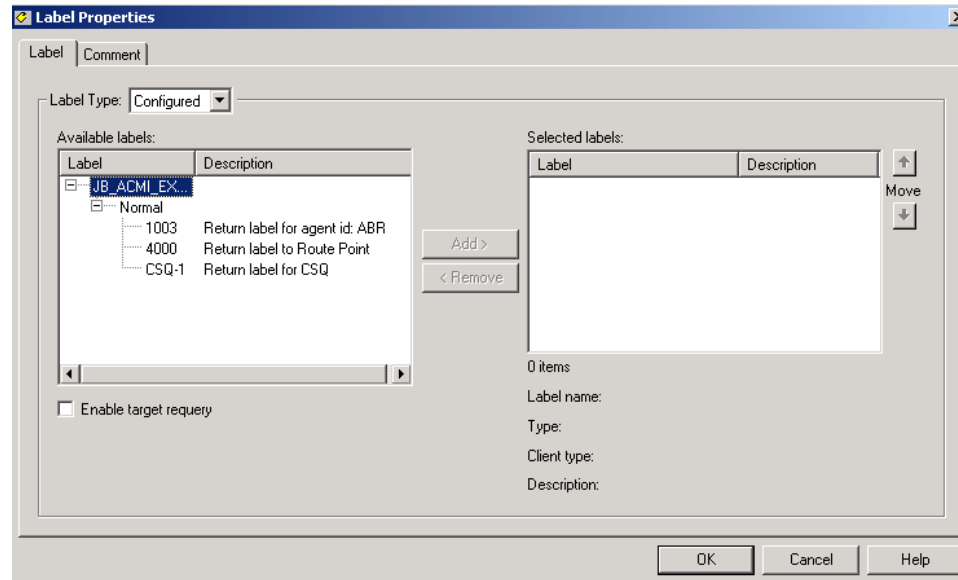 Label Properties
Label Comment
Label Type: Configured
Available labels:
Label Description
JB_ACMI_EX...
Normal
1003 Return label for agent id: ABR
4000 Return label to Route Point
CSQ-1 Return label for CSQ
Enable target requery
Add >
< Remove
Selected labels:
Label Description
Move
0 items
Label name:
Type:
Client type:
Description:
OK Cancel Help